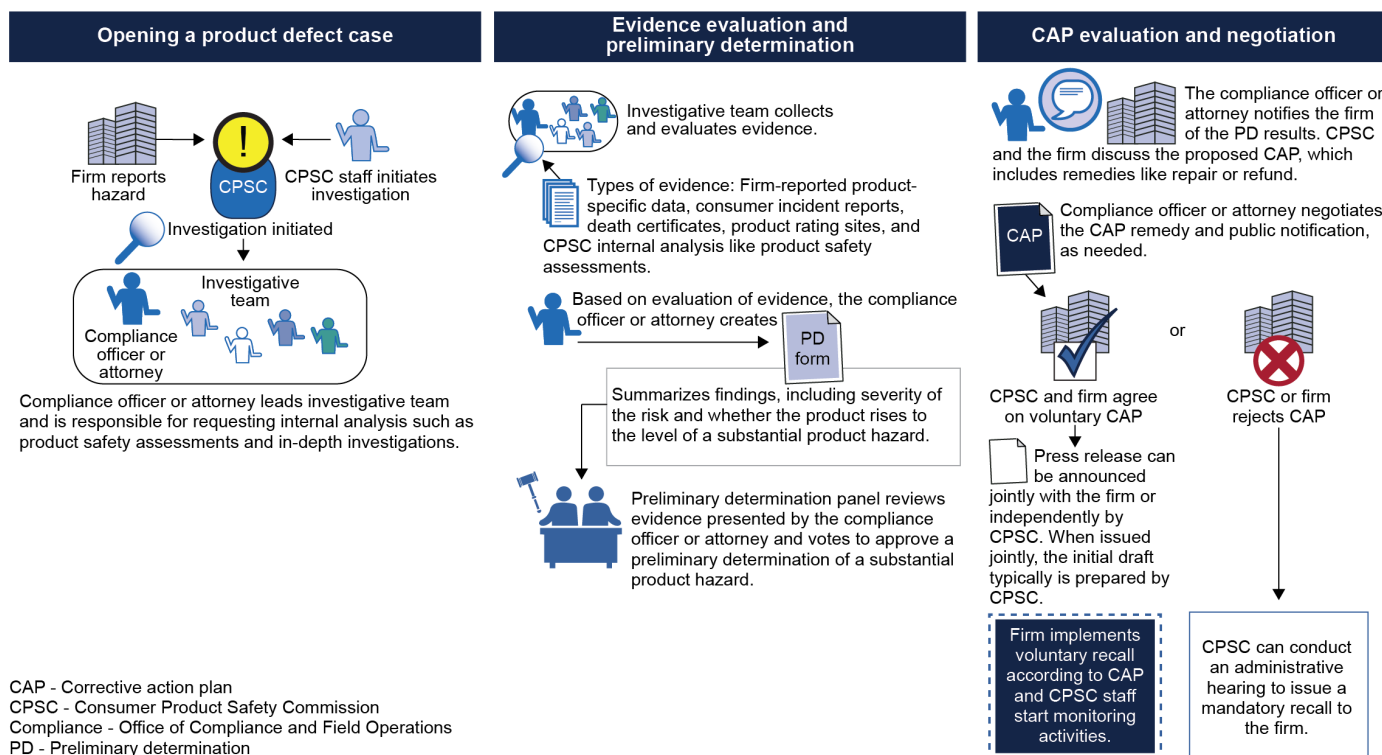 Opening a product defect case
Firm reports
hazard
CPSC
CPSC staff initiates
investigation
Investigation initiated
Investigative
team
Compliance
officer or
attorney
Compliance officer or attorney leads investigative team
and is responsible for requesting internal analysis such as
product safety assessments and in-depth investigations.
Evidence evaluation and
preliminary determination
Investigative team collects
and evaluates evidence.
Types of evidence: Firm-reported product-
specific data, consumer incident reports,
death certificates, product rating sites, and
CPSC internal analysis like product safety
assessments.
Based on evaluation of evidence, the compliance
officer or attorney creates
PD
form
Summarizes findings, including severity of
the risk and whether the product rises to
the level of a substantial product hazard.
Preliminary determination panel reviews
evidence presented by the compliance
officer or attorney and votes to approve a
preliminary determination of a substantial
product hazard.
CAP evaluation and negotiation
The compliance officer or
attorney notifies the firm
of the PD results. CPSC
and the firm discuss the proposed CAP, which
includes remedies like repair or refund.
CAP
Compliance officer or attorney negotiates
the CAP remedy and public notification,
as needed.
or
CPSC and firm agree
on voluntary CAP
CPSC or firm
rejects CAP
Press release can
be announced
jointly with the firm or
independently by
CPSC. When issued
jointly, the initial draft
typically is prepared by
CPSC.
Firm implements
voluntary recall
according to CAP
and CPSC staff
start monitoring
activities.
CPSC can conduct
an administrative
hearing to issue a
mandatory recall to
the firm.
CAP - Corrective action plan
CPSC - Consumer Product Safety Commission
Compliance - Office of Compliance and Field Operations
PD - Preliminary determination